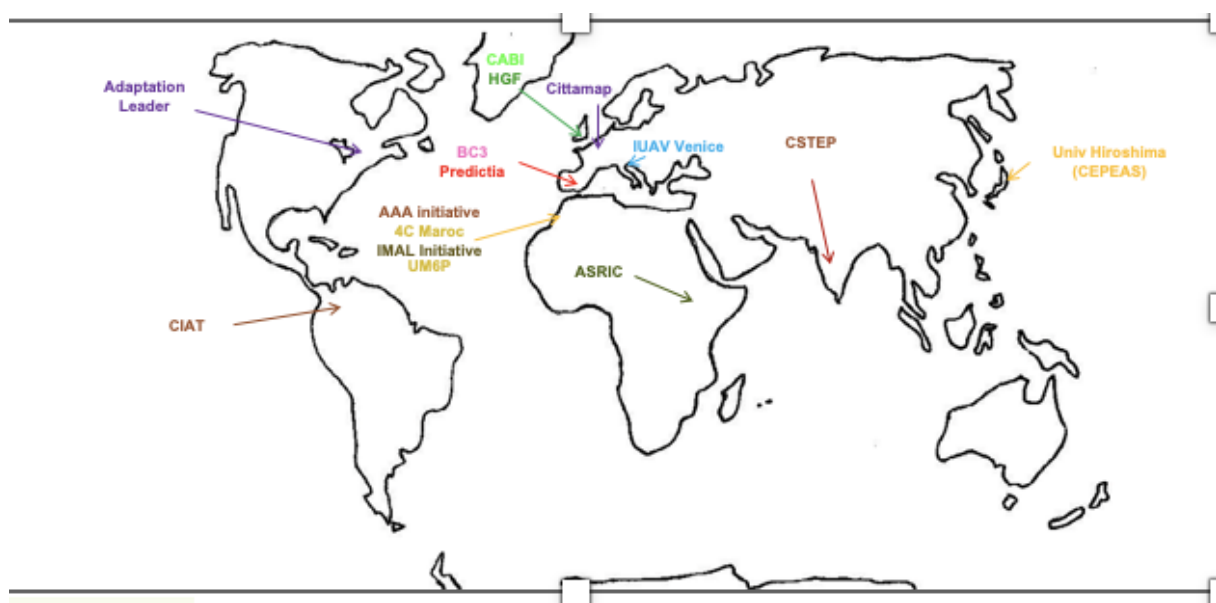 CABI
HGF
Adaptation
Leader
Cittamap
BC3
Predictia
IUAV Venice
CSTEP
Univ Hiroshima
(CEPEAS)
AAA initiative
4C Maroc
IMAL Initiative
UM6P
ASRIC
CIAT